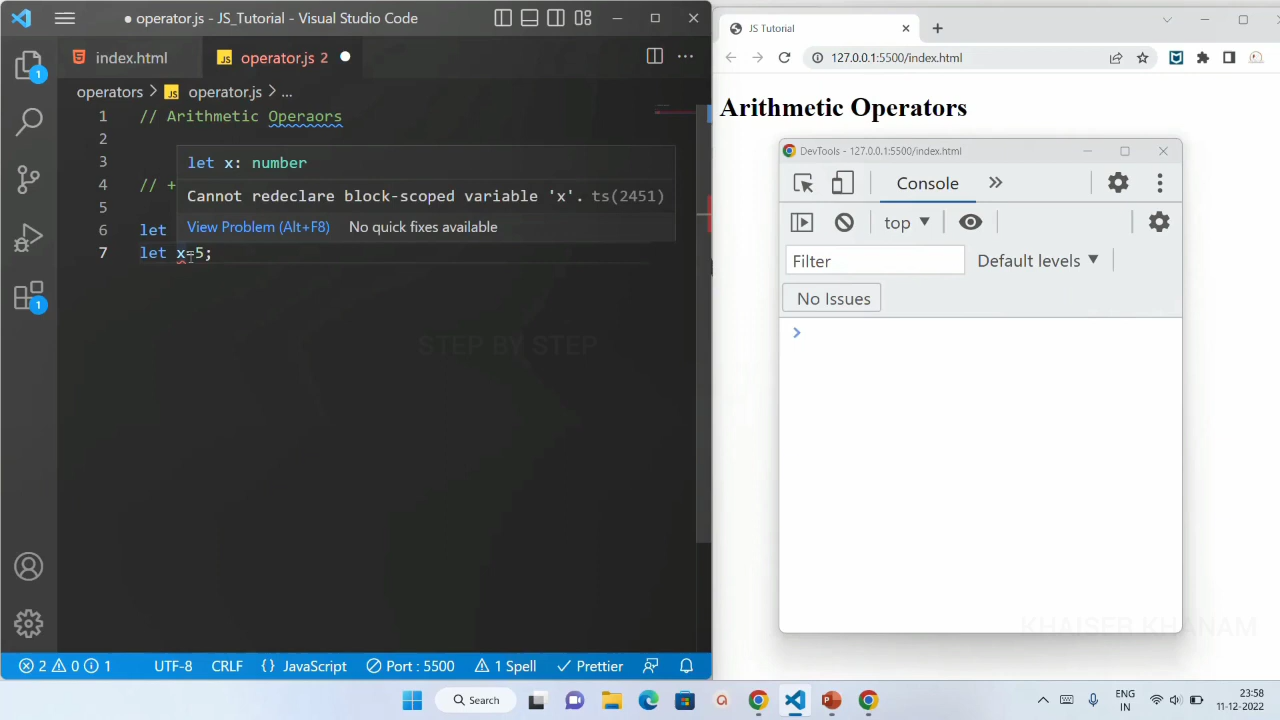 operator.js - JS_Tutorial - Visual Studio Code
index.html
JS operator.js 2
operators > JS operator.js > ...
1 // Arithmetic Operaors
2
3
4 // +
5
6 let
7 let x=5;
let x: number
Cannot redeclare block-scoped variable 'x'. ts(2451)
View Problem (Alt+F8) No quick fixes available
1
1
STEP BY STEP
2 0 1 UTF-8 CRLF {} JavaScript Port : 5500 1 Spell Prettier
JS Tutorial
127.0.0.1:5500/index.html
Arithmetic Operators
DevTools - 127.0.0.1:5500/index.html
Console
top
Filter Default levels
No Issues
KHAISER KHANAM
Search
ENG
IN
23:58
11-12-2022